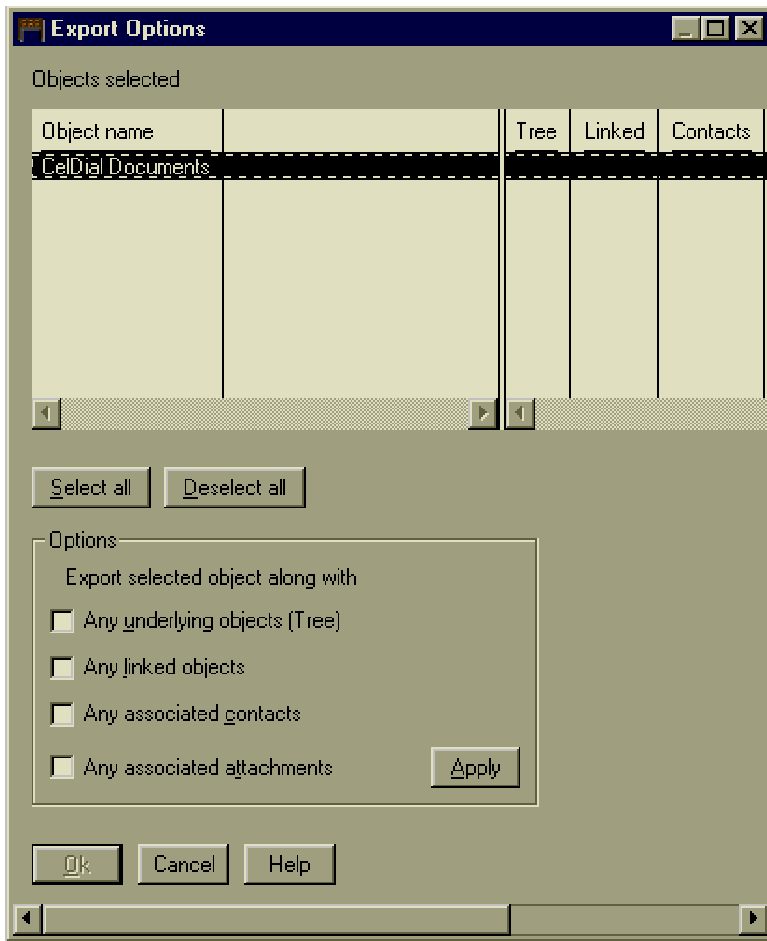 Export Options
Objects selected
Object name Tree Linked Contacts
CelDial Documents
Select all Deselect all
Options
Export selected object along with
Any underlying objects (Tree)
Any linked objects
Any associated contacts
Any associated attachments Apply
Ok Cancel Help